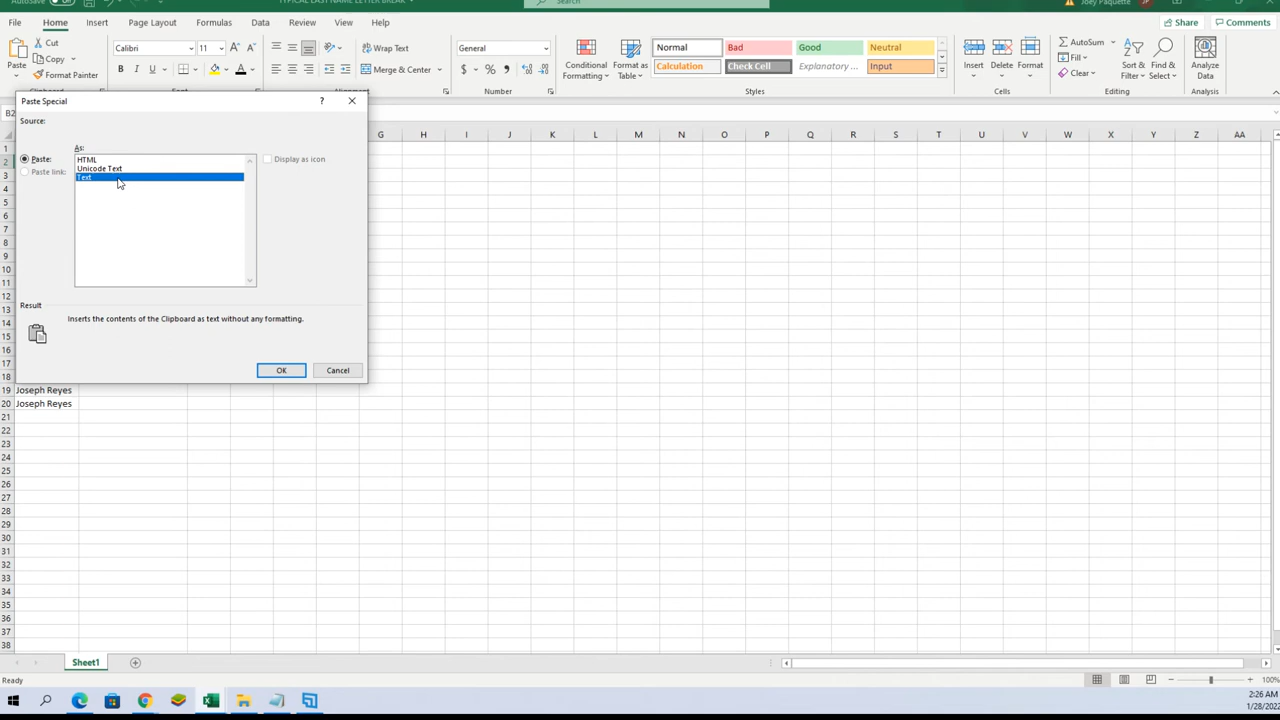 AutoSave
TYPICAL LAST NAME LETTER BREAK
Search
Joey Paquette
JP
File Home Insert Page Layout Formulas Data Review View Help
Share Comments
Cut
Copy
Format Painter
Paste
Calibri 11
B I U
Wrap Text
Merge & Center
General
$ %
Conditional Formatting
Format as Table
Normal Bad Good Neutral
Calculation Check Cell Explanatory ... Input
Insert Delete Format
AutoSum
Fill
Clear
Sort & Filter
Find & Select
Analyze Data
Clipboard Font Alignment Number Styles Cells Editing Analysis
Paste Special ?
Source:
As:
Paste:
Paste link:
HTML
Unicode Text
Text
Display as icon
Result
Inserts the contents of the Clipboard as text without any formatting.
OK Cancel
B2
G H I J K L M N O P Q R S T U V W X Y Z AA
1
2
3
4
5
6
7
8
9
10
11
12
13
14
15
16
17
18
19 Joseph Reyes
20 Joseph Reyes
21
22
23
24
25
26
27
28
29
30
31
32
33
34
35
36
37
38
Sheet1
Ready
100%
2:26 AM
1/28/2022